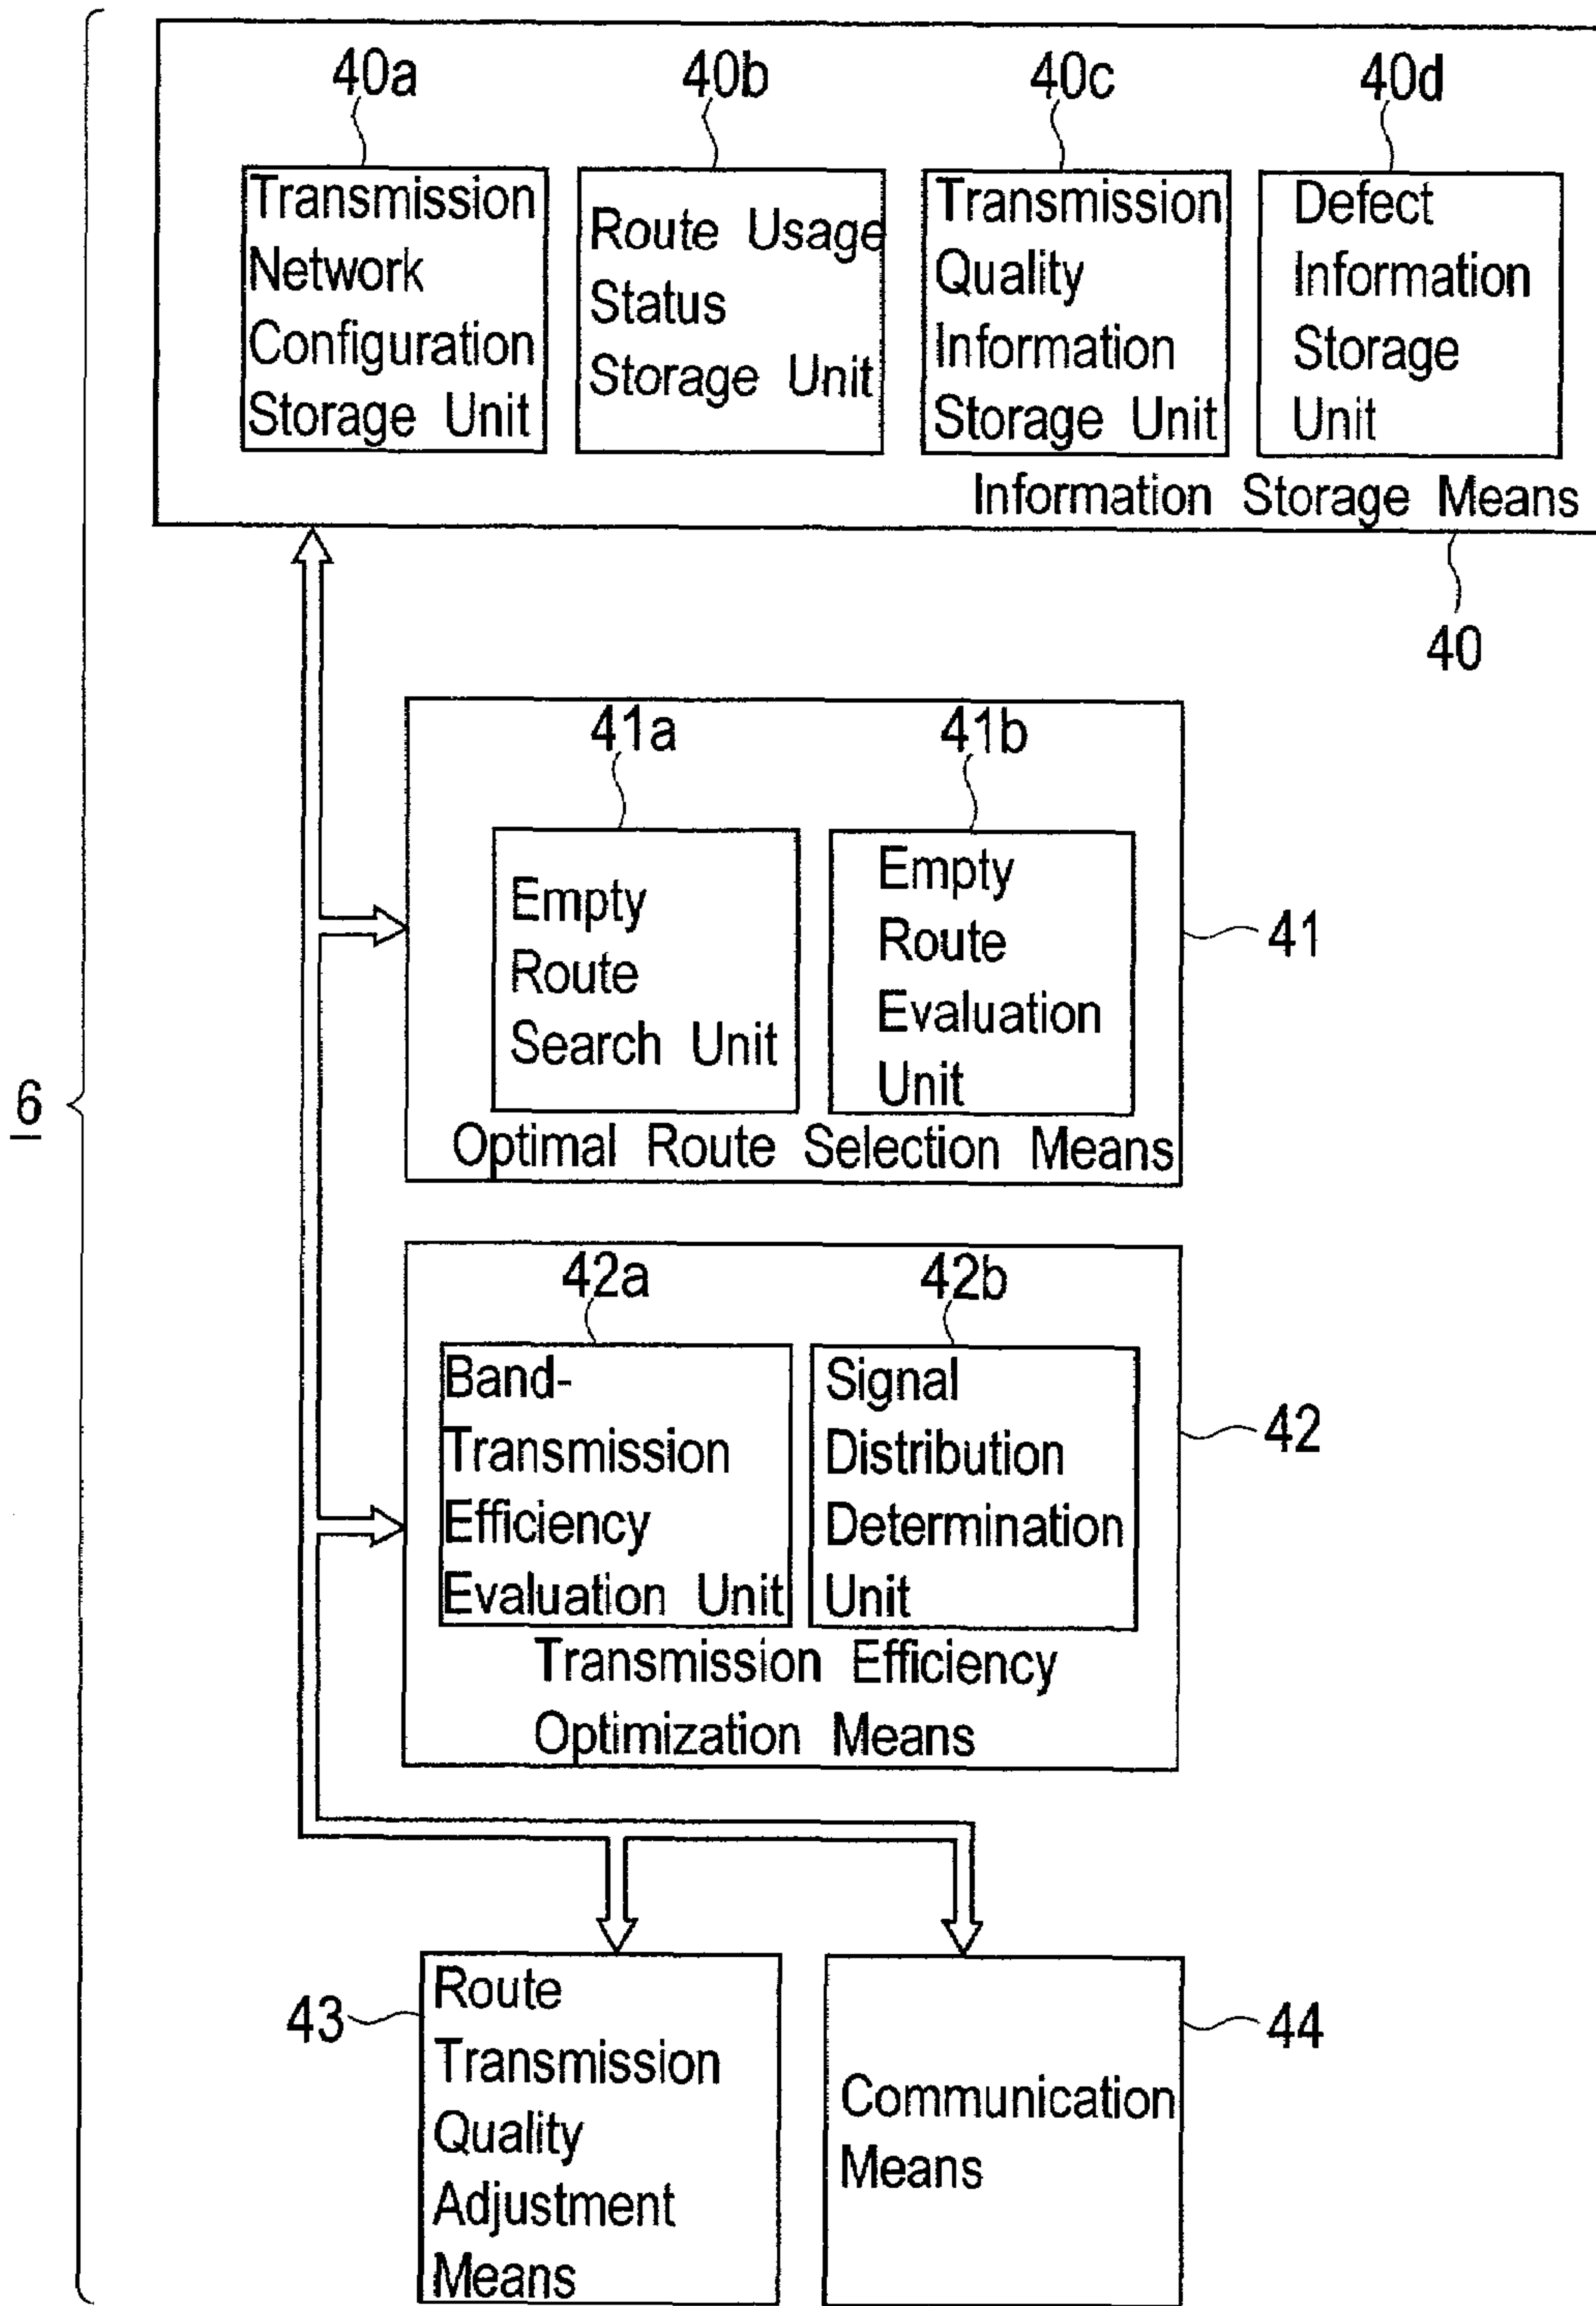 40a
40b
40c
40d
Transmission
Network
Configuration
Storage Unit
Route Usage
Status
Storage Unit
Transmission
Quality
Information
Storage Unit
Defect
Information
Storage
Unit
Information Storage Means
40
41a
41b
Empty
Route
Search Unit
Empty
Route
Evaluation
Unit
41
Optimal Route Selection Means
6
42a
42b
Band-
Transmission
Efficiency
Evaluation Unit
Signal
Distribution
Determination
Unit
42
Transmission Efficiency
Optimization Means
43
Route
Transmission
Quality
Adjustment
Means
Communication
Means
44